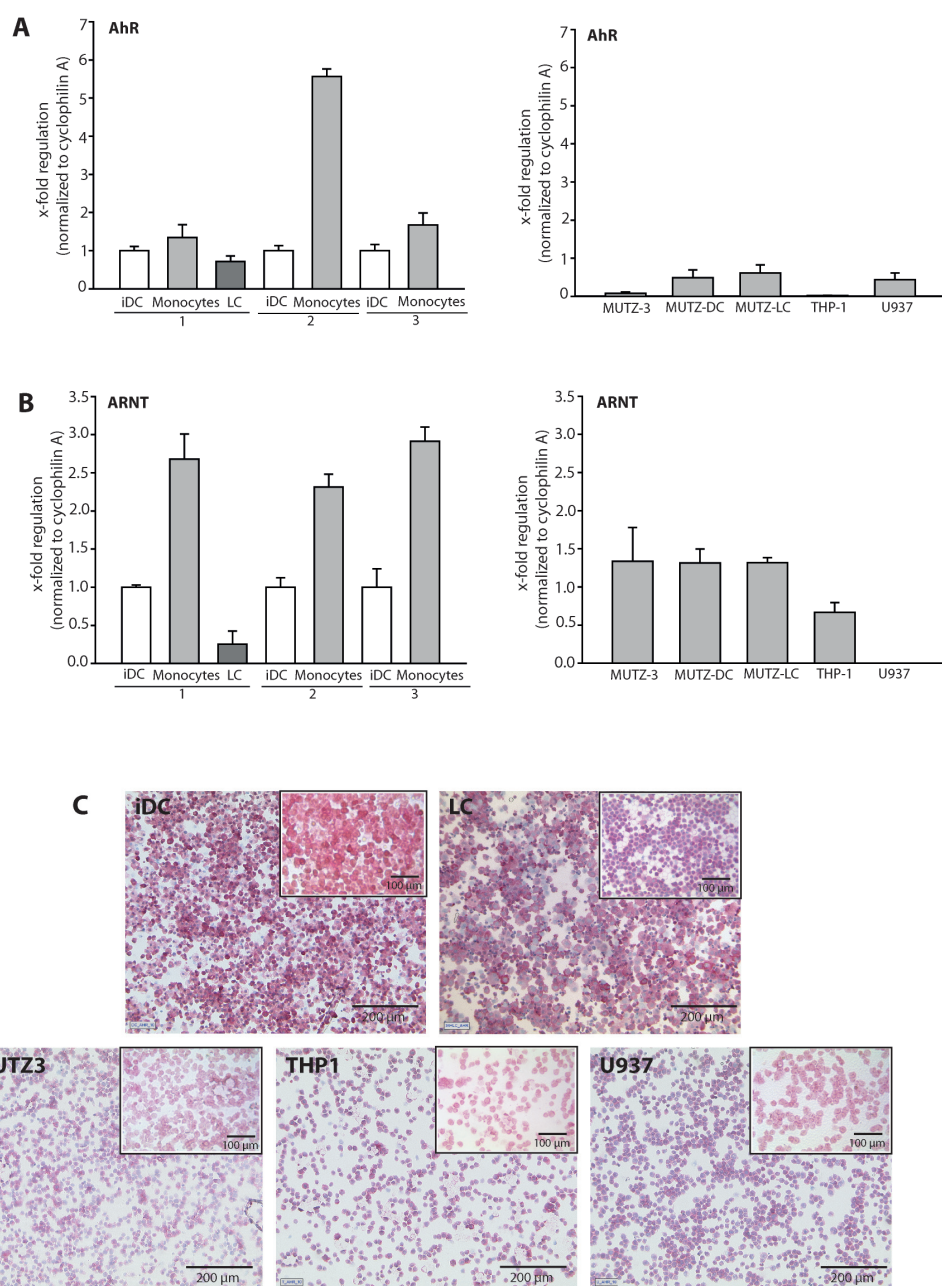 A
AhR
x-fold regulation
(normalized to cyclophilin A)
7
6
5
4
3
2
1
0
iDC Monocytes LC iDC Monocytes iDC Monocytes
1 2 3
AhR
x-fold regulation
(normalized to cyclophilin A)
7
6
5
4
3
2
1
0
MUTZ-3 MUTZ-DC MUTZ-LC THP-1 U937
B
ARNT
x-fold regulation
(normalized to cyclophilin A)
3.5
3.0
2.5
2.0
1.5
1.0
0.5
0.0
iDC Monocytes LC iDC Monocytes iDC Monocytes
1 2 3
ARNT
x-fold regulation
(normalized to cyclophilin A)
3.5
3.0
2.5
2.0
1.5
1.0
0.5
0.0
MUTZ-3 MUTZ-DC MUTZ-LC THP-1 U937
C
iDC
100 µm
200 µm
LC
100 µm
200 µm
UTZ3
100 µm
200 µm
THP1
100 µm
200 µm
U937
100 µm
200 µm